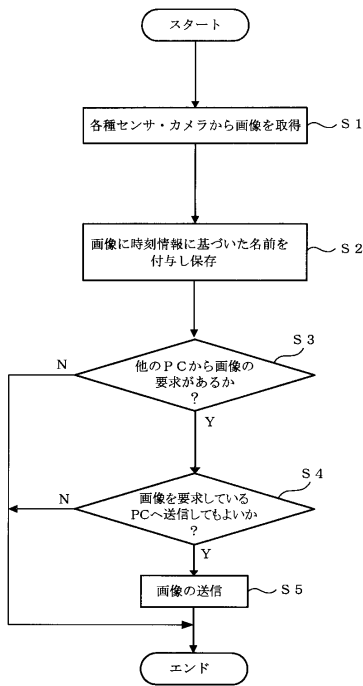 スタート
各種センサ・カメラから画像を取得
S1
画像に時刻情報に基づいた名前を
付与し保存
S2
S3
他のPCから画像の
要求があるか
?
N
Y
S4
画像を要求している
PCへ送信してもよいか
?
N
Y
画像の送信
S5
エンド